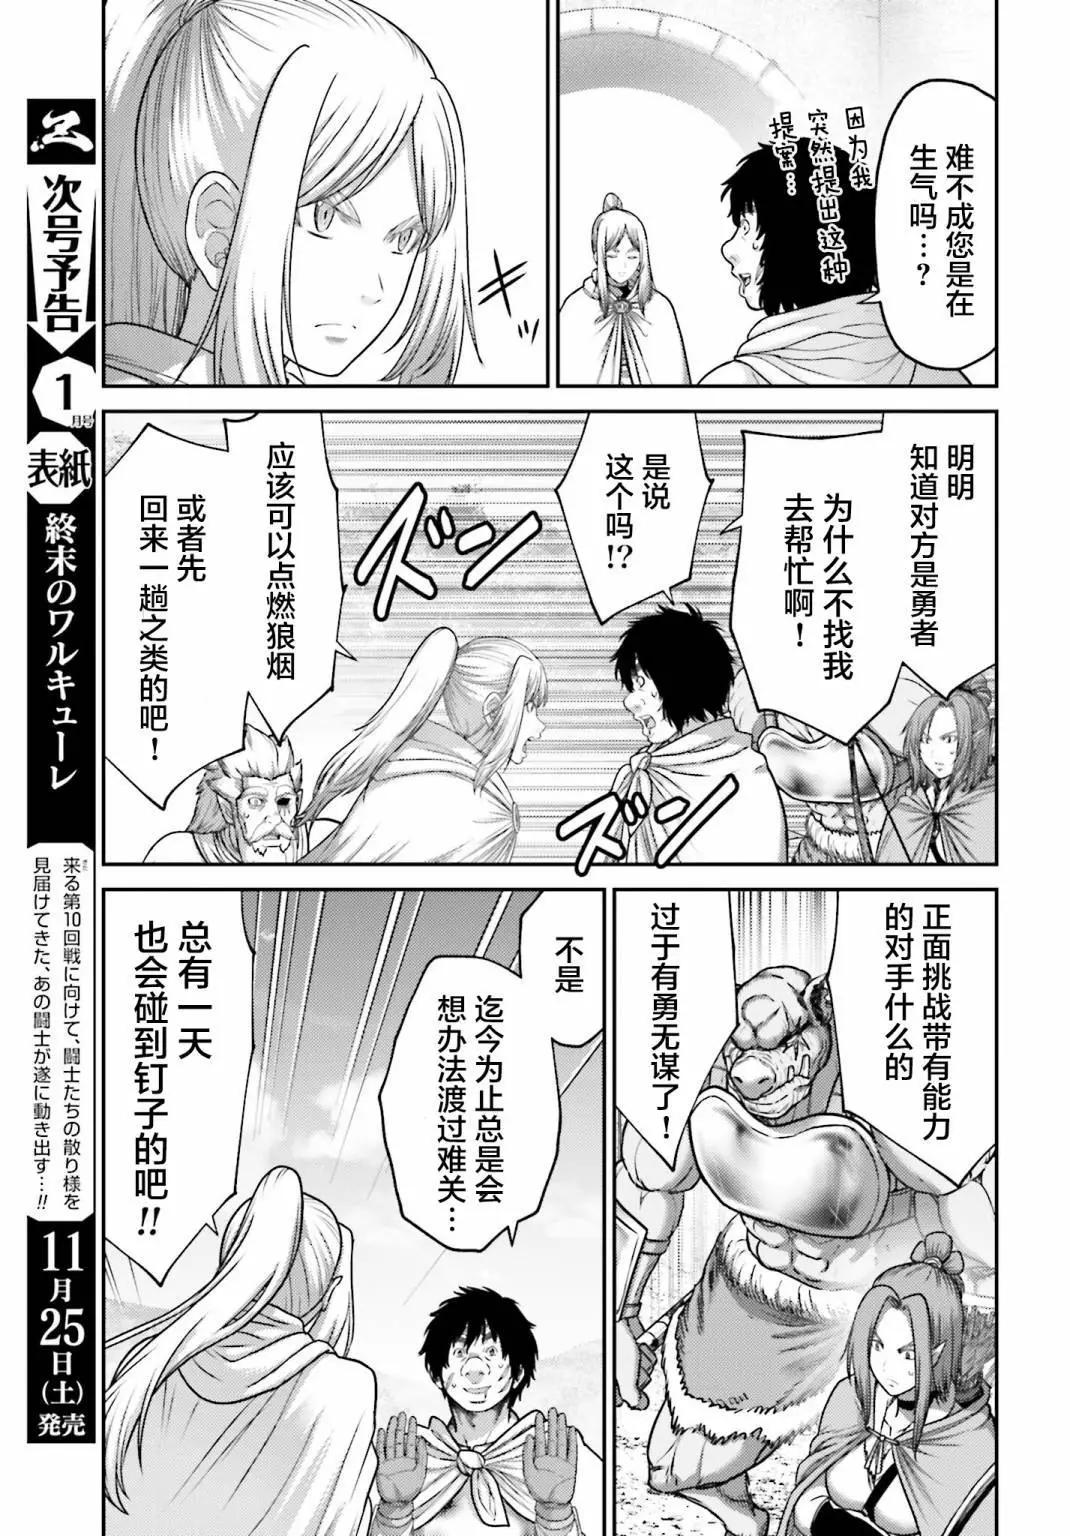 难不成您是在
生气吗…?
因为我
突然提出这种
提案…
明明
知道对方是勇者
为什么不找我
去帮忙啊！
是说
这个吗!?
应该可以点燃狼烟
或者先
回来一趟之类的吧！
ズン
ズン
正面挑战带有能力
的对手什么的
过于有勇无谋了！
不是
迄今为止总是会
想办法渡过难关…
总有一天
也会碰到钉子的吧!!
次号予告
1
月号
表紙
終末のワルキューレ
来る第10回戦に向けて、闘士たちの散り様を
見届けてきた、あの闘士が遂に動き出す…!!
11月25日(土)発売